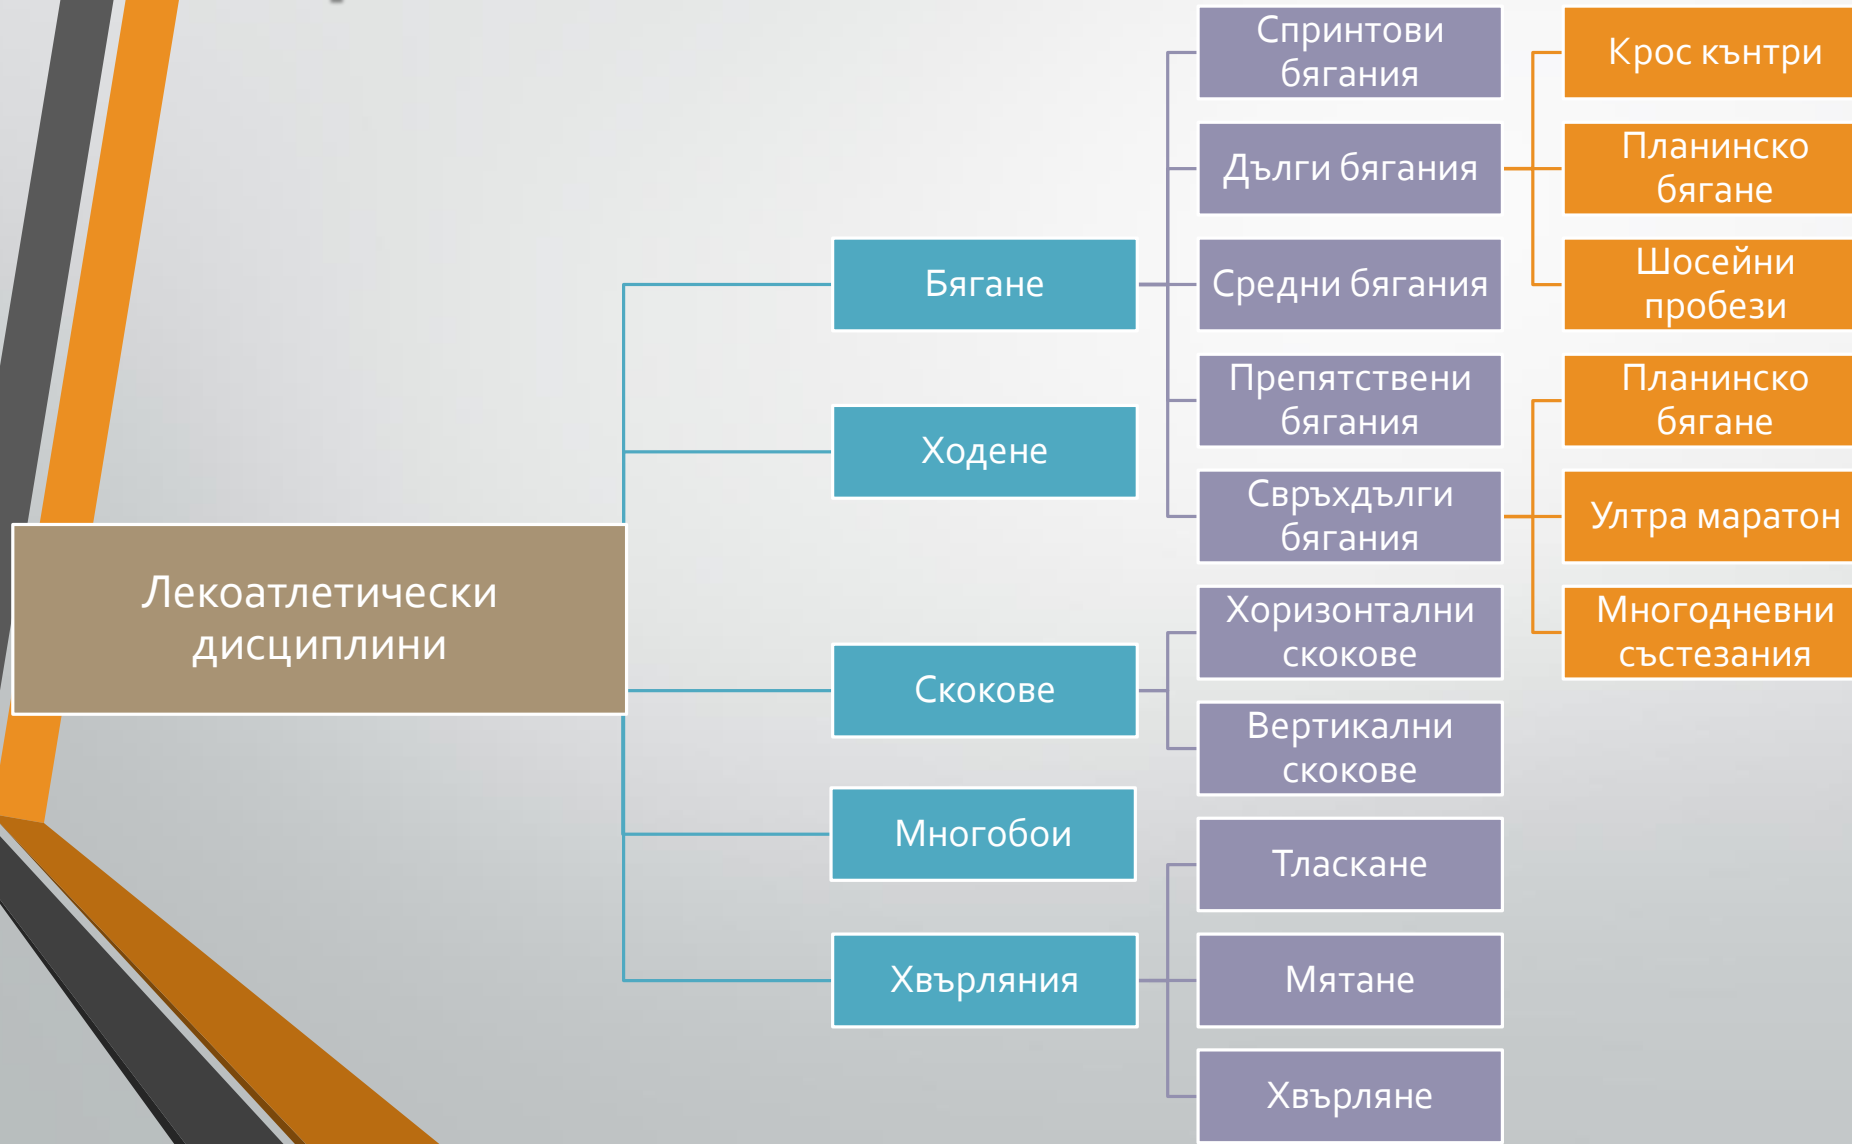 Лекоатлетически
дисциплини
Бягане
Спринтови
бягания
Дълги бягания
Крос кънтри
Планинско
бягане
Шосейни
пробези
Средни бягания
Препятствени
бягания
Свръхдълги
бягания
Планинско
бягане
Ултра маратон
Многодневни
състезания
Ходене
Скокове
Хоризонтални
скокове
Вертикални
скокове
Многобои
Хвърляния
Тласкане
Мятане
Хвърляне